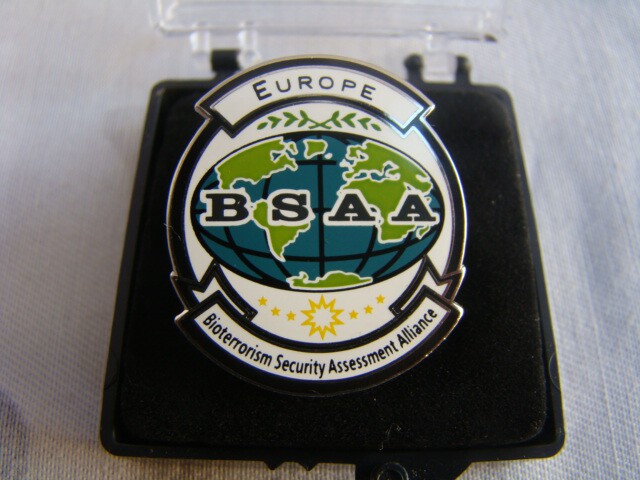 EUROPE
BSAA
Bioterrorism Security Assessment Alliance